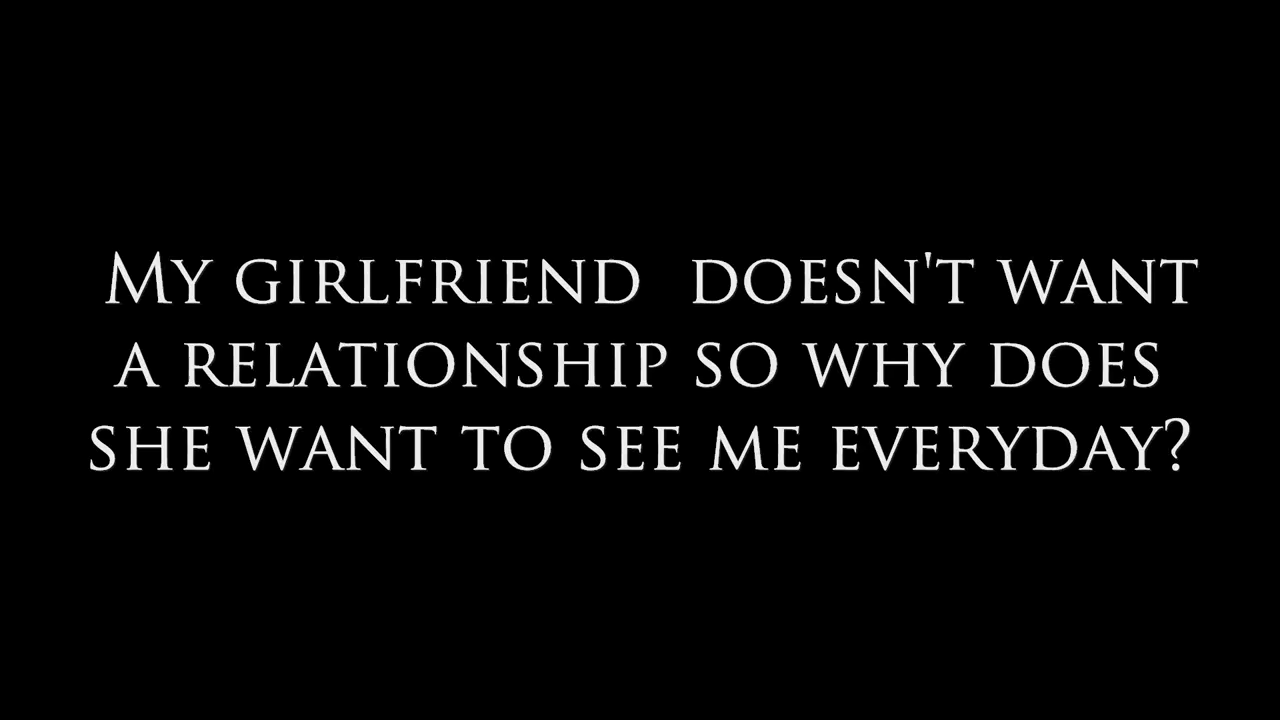 My girlfriend  doesn't want
a relationship so why does
she want to see me everyday?